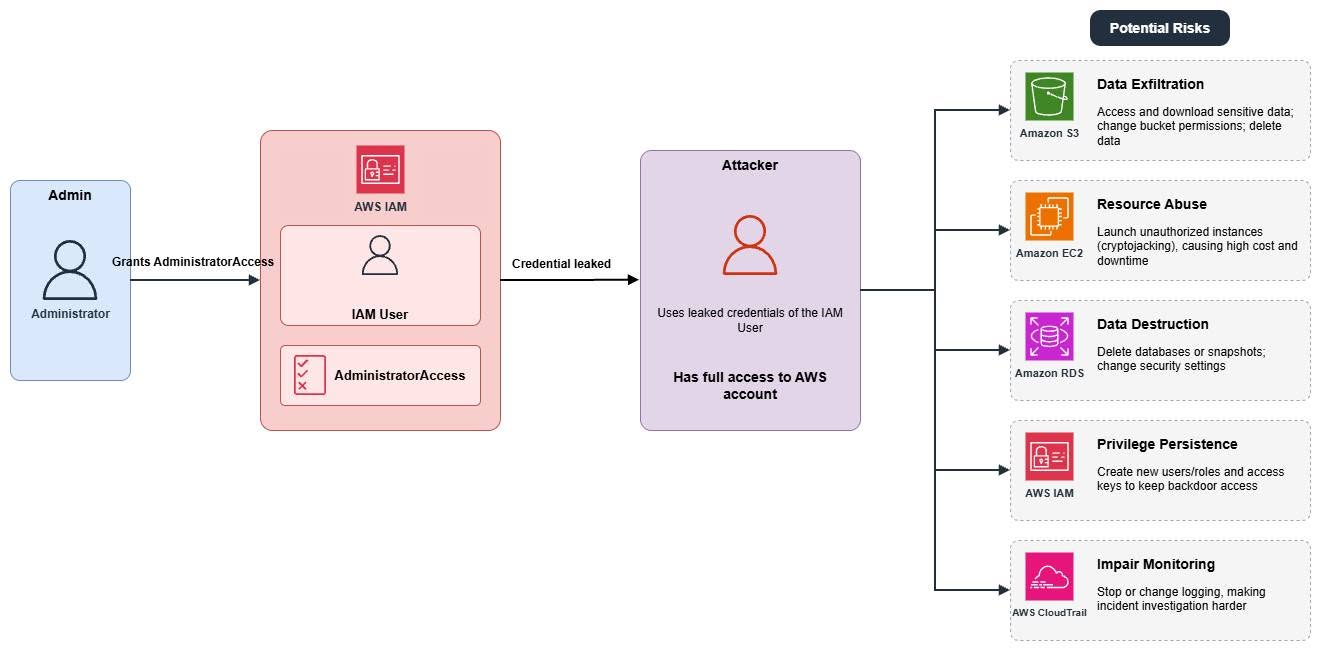 Potential Risks
Admin
Administrator
Grants AdministratorAccess
AWS IAM
IAM User
AdministratorAccess
Credential leaked
Attacker
Uses leaked credentials of the IAM
User
Has full access to AWS
account
Amazon S3
Data Exfiltration
Access and download sensitive data;
change bucket permissions; delete
data
Amazon EC2
Resource Abuse
Launch unauthorized instances
(cryptojacking), causing high cost and
downtime
Amazon RDS
Data Destruction
Delete databases or snapshots;
change security settings
AWS IAM
Privilege Persistence
Create new users/roles and access
keys to keep backdoor access
AWS CloudTrail
Impair Monitoring
Stop or change logging, making
incident investigation harder